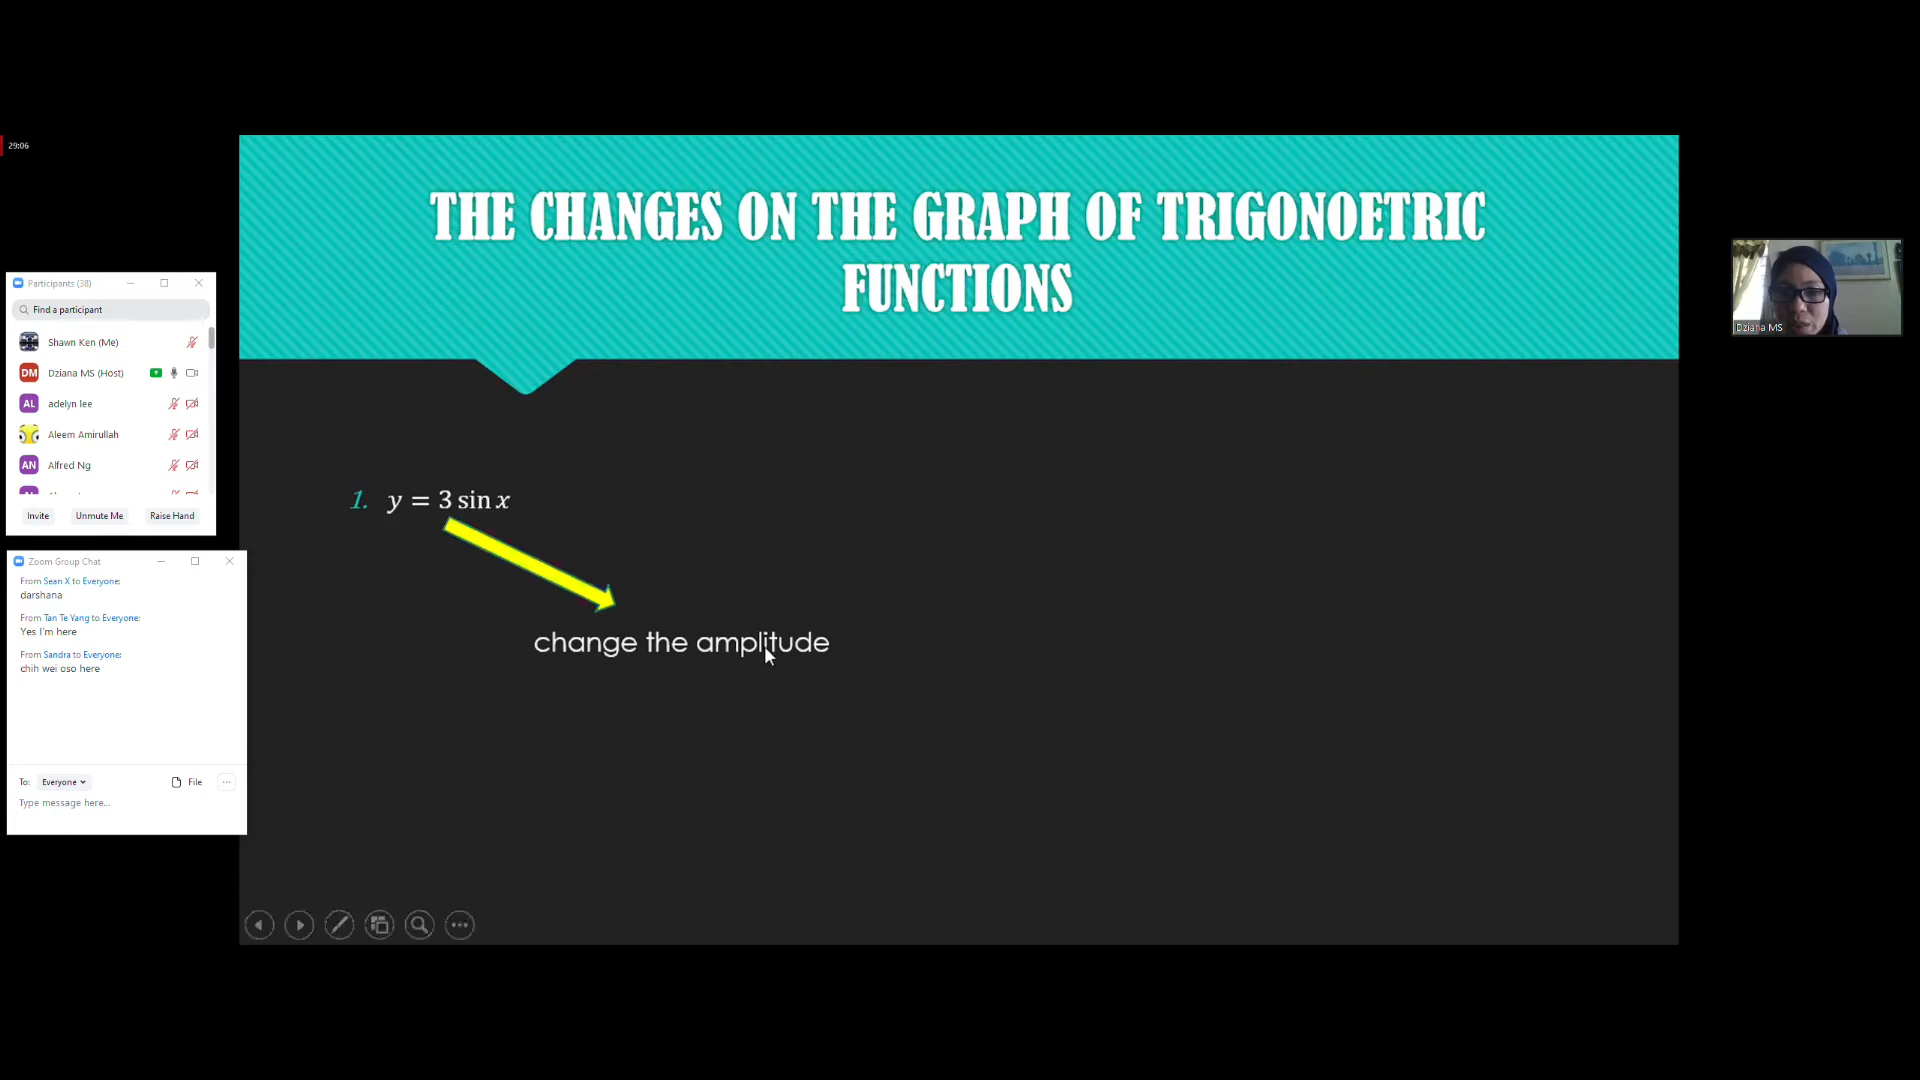 29:06
THE CHANGES ON THE GRAPH OF TRIGONOETRIC
FUNCTIONS
Participants (38)
Find a participant
Shawn Ken (Me)
DM Dziana MS (Host)
AL adelyn lee
Aleem Amirullah
AN Alfred Ng
Invite Unmute Me Raise Hand
Zoom Group Chat
From Sean X to Everyone:
darshana
From Tan Te Yang to Everyone:
Yes I'm here
From Sandra to Everyone:
chih wei oso here
To: Everyone File ...
Type message here...
1. y = 3 sin x
change the amplitude
Dziana MS